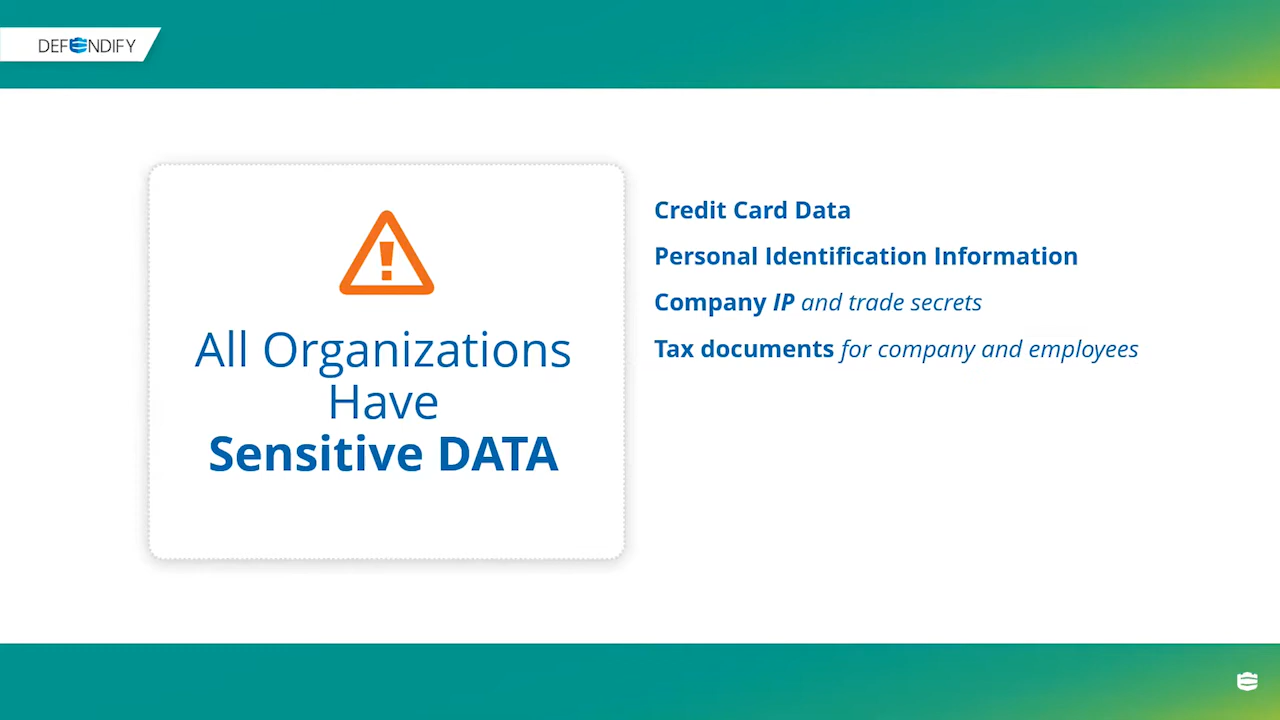 DEFENDIFY
All Organizations
Have
Sensitive DATA
Credit Card Data
Personal Identification Information
Company IP and trade secrets
Tax documents for company and employees